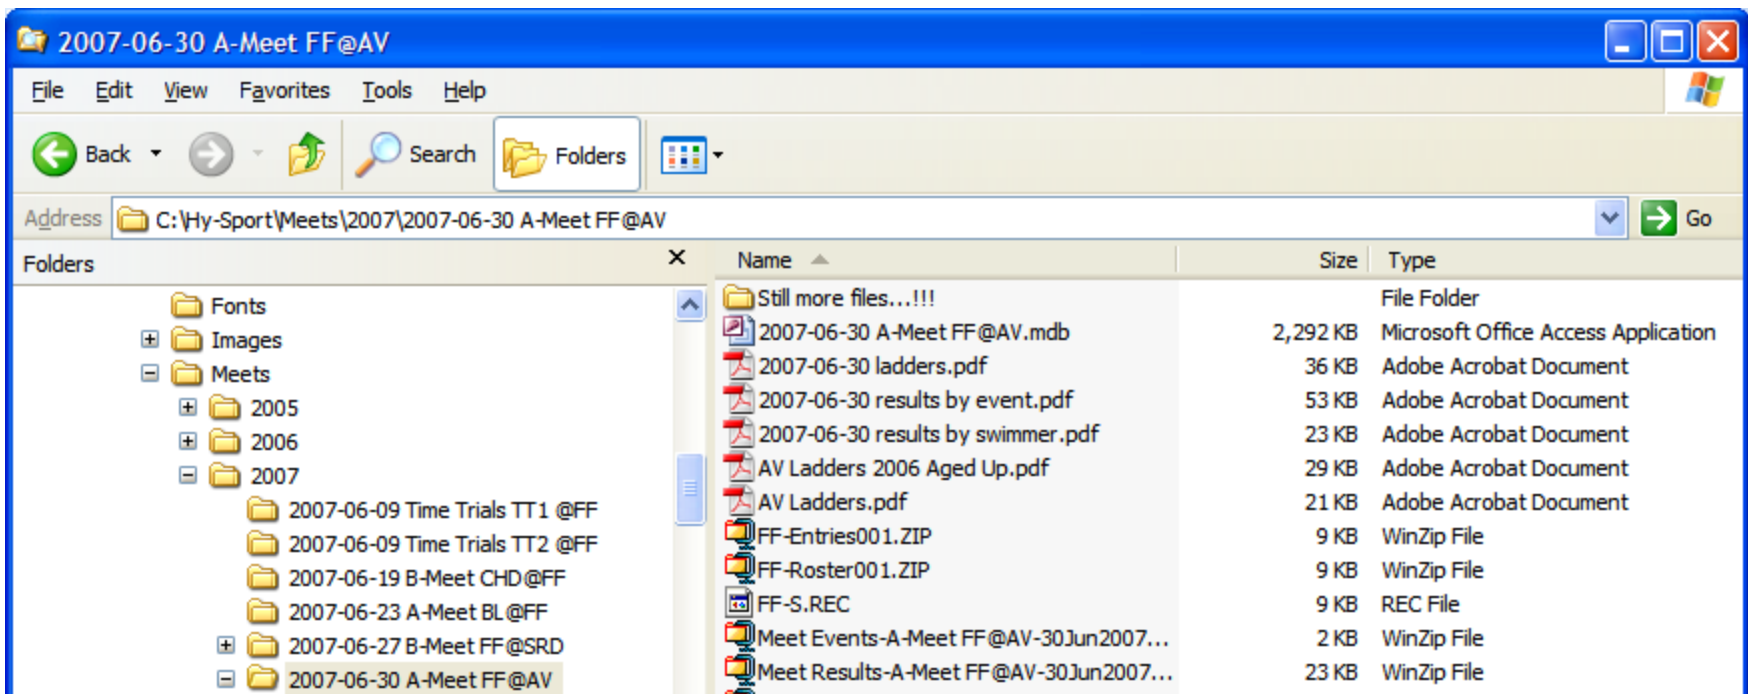 2007-06-30 A-Meet FF@AV
File Edit View Favorites Tools Help
Back Search Folders
Address C:\Hy-Sport\Meets\2007\2007-06-30 A-Meet FF@AV Go
Folders X
Fonts
Images
Meets
2005
2006
2007
2007-06-09 Time Trials TT1 @FF
2007-06-09 Time Trials TT2 @FF
2007-06-19 B-Meet CHD@FF
2007-06-23 A-Meet BL@FF
2007-06-27 B-Meet FF@SRD
2007-06-30 A-Meet FF@AV
Name Size Type
Still more files...!!! File Folder
2007-06-30 A-Meet FF@AV.mdb 2,292 KB Microsoft Office Access Application
2007-06-30 ladders.pdf 36 KB Adobe Acrobat Document
2007-06-30 results by event.pdf 53 KB Adobe Acrobat Document
2007-06-30 results by swimmer.pdf 23 KB Adobe Acrobat Document
AV Ladders 2006 Aged Up.pdf 29 KB Adobe Acrobat Document
AV Ladders.pdf 21 KB Adobe Acrobat Document
FF-Entries001.ZIP 9 KB WinZip File
FF-Roster001.ZIP 9 KB WinZip File
FF-S.REC 9 KB REC File
Meet Events-A-Meet FF@AV-30Jun2007... 2 KB WinZip File
Meet Results-A-Meet FF@AV-30Jun2007... 23 KB WinZip File